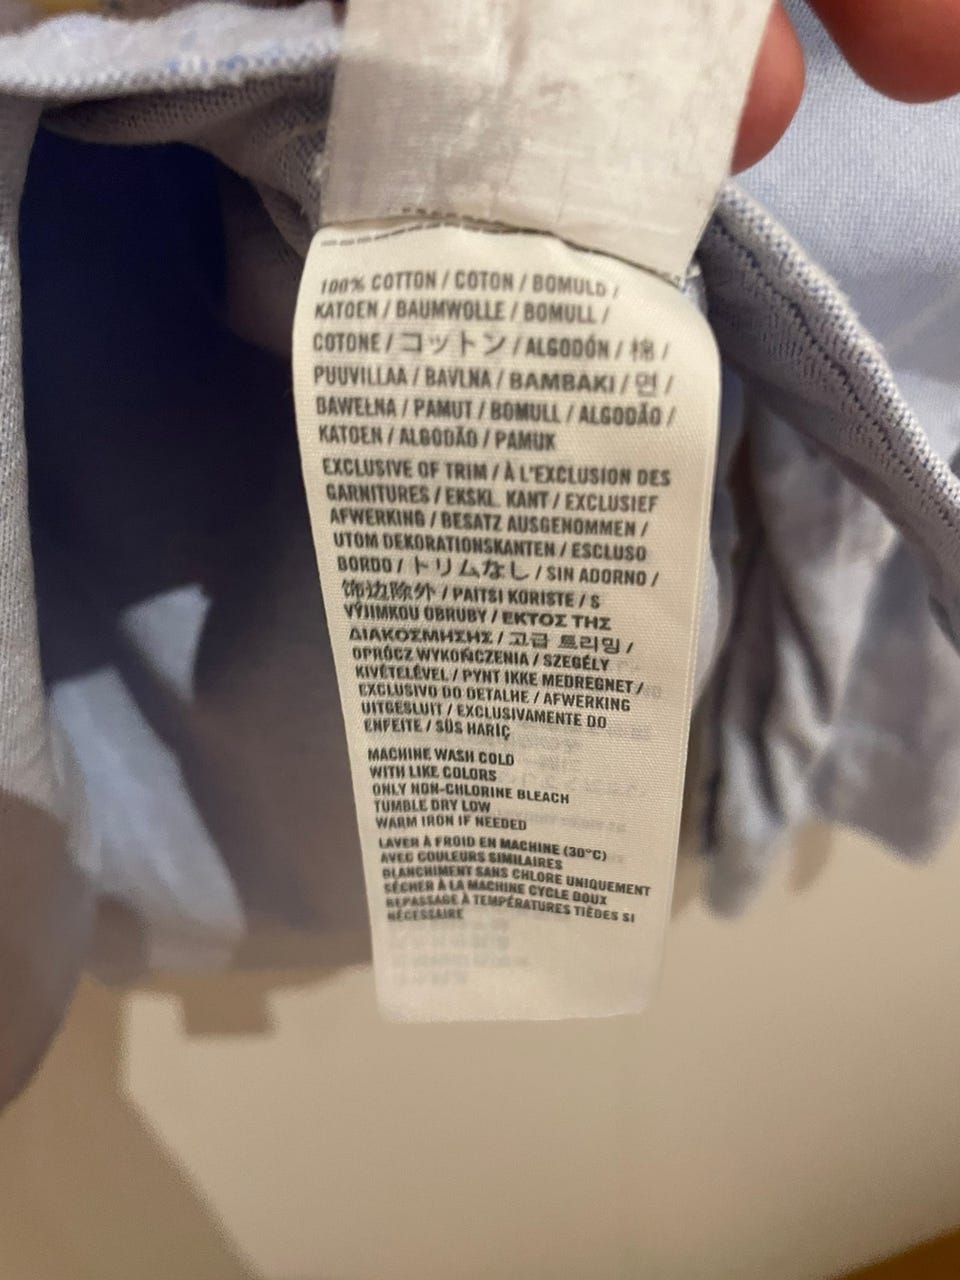 100% COTTON / COTON / BOMULD /
KATOEN / BAUMWOLLE / BOMULL /
COTONE / コットン / ALGODÓN / 棉 /
PUUVILLAA / BAVLNA / BAMBAKI / 면 /
BAWEŁNA / PAMUT / BOMULL / ALGODÃO /
KATOEN / ALGODÃO / PAMUK
EXCLUSIVE OF TRIM / À L'EXCLUSION DES
GARNITURES / EKSKL. KANT / EXCLUSIEF
AFWERKING / BESATZ AUSGENOMMEN /
UTOM DEKORATIONSKANTEN / ESCLUSO
BORDO / トリムなし / SIN ADORNO /
饰边除外 / PAITSI KORISTE / S
VÝJIMKOU OBRUBY / ΕΚΤΟΣ ΤΗΣ
ΔΙΑΚΟΣΜΗΣΗΣ / 고급 트리밍 /
OPRÓCZ WYKOŃCZENIA / SZEGÉLY
KIVÉTELÉVEL / PYNT IKKE MEDREGNET /
EXCLUSIVO DO DETALHE / AFWERKING
UITGESLUIT / EXCLUSIVAMENTE DO
ENFEITE / SÜS HARIÇ
MACHINE WASH COLD
WITH LIKE COLORS
ONLY NON-CHLORINE BLEACH
TUMBLE DRY LOW
WARM IRON IF NEEDED
LAVER À FROID EN MACHINE (30°C)
AVEC COULEURS SIMILAIRES
BLANCHIMENT SANS CHLORE UNIQUEMENT
SÉCHER À LA MACHINE CYCLE DOUX
REPASSAGE À TEMPÉRATURES TIÈDES SI
NÉCESSAIRE